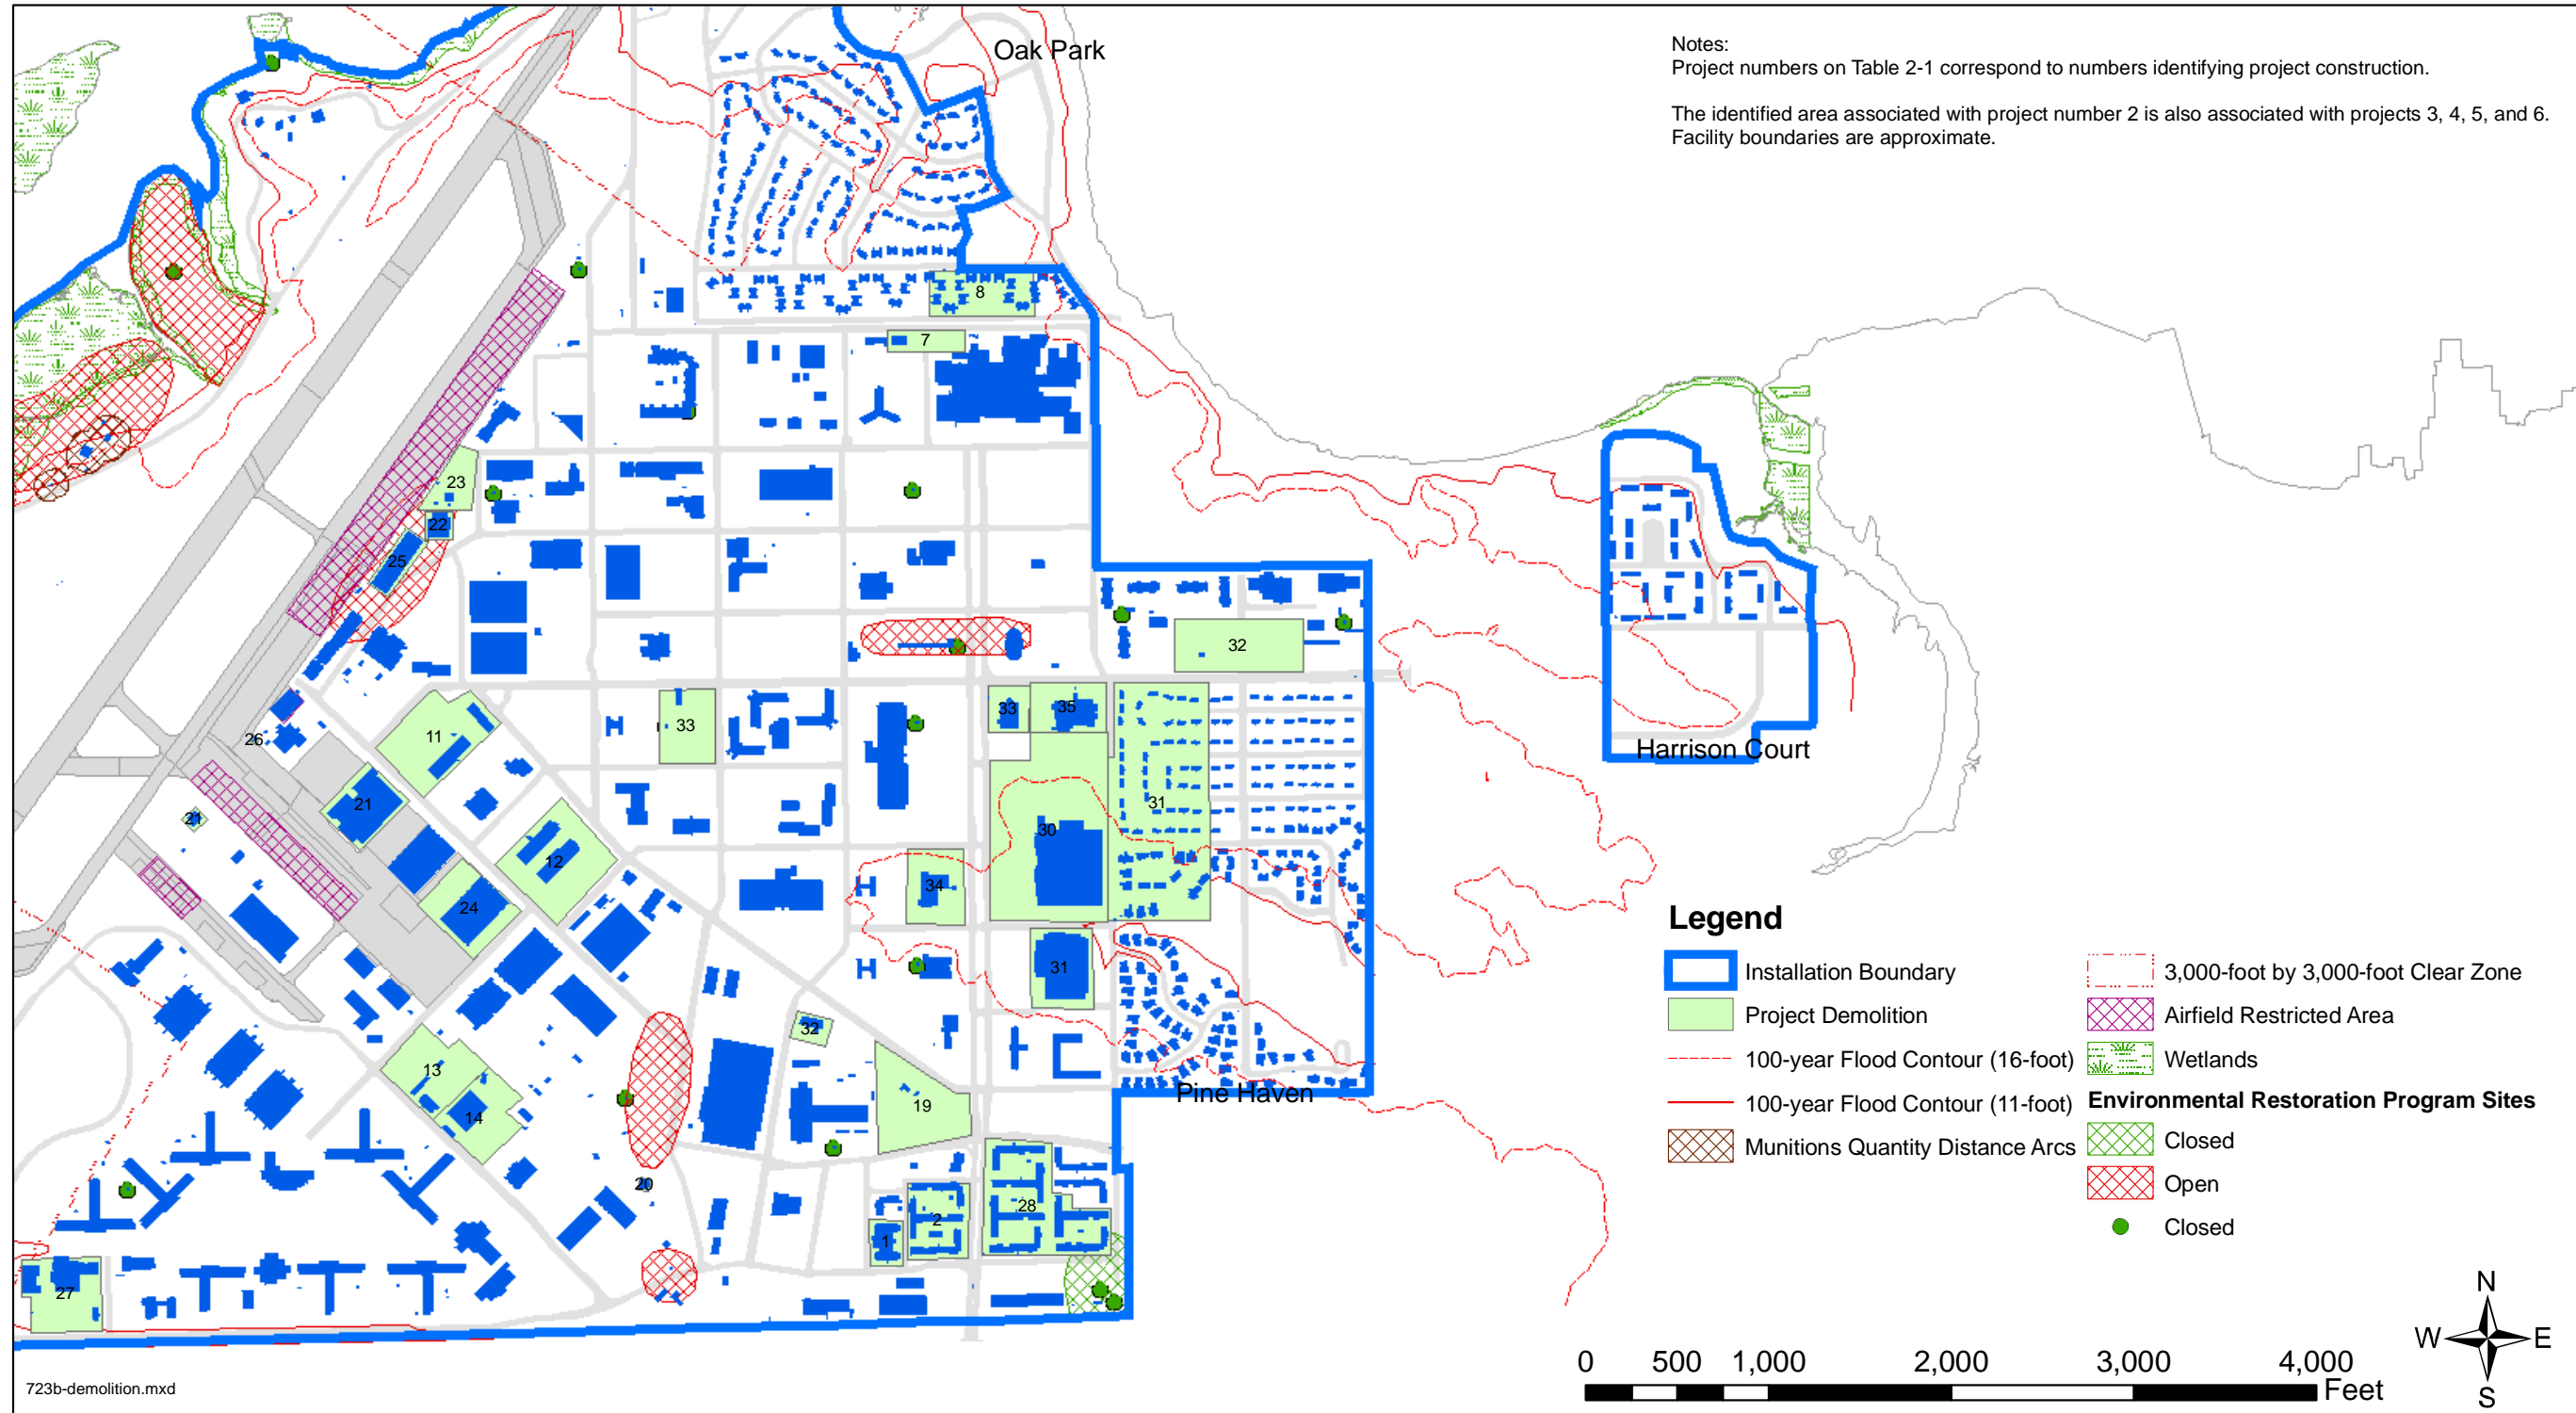 Oak Park
Notes:
Project numbers on Table 2-1 correspond to numbers identifying project construction.
The identified area associated with project number 2 is also associated with projects 3, 4, 5, and 6.
Facility boundaries are approximate.
8
7
23
22
25
32
33
35
33
11
26
Harrison Court
21
31
21
30
12
34
24
31
32
13
Pine Haven
19
14
20
28
2
1
27
Legend
Installation Boundary
Project Demolition
100-year Flood Contour (16-foot)
100-year Flood Contour (11-foot)
Munitions Quantity Distance Arcs
3,000-foot by 3,000-foot Clear Zone
Airfield Restricted Area
Wetlands
Environmental Restoration Program Sites
Closed
Open
Closed
N
W E
S
0 500 1,000 2,000 3,000 4,000
Feet
723b-demolition.mxd